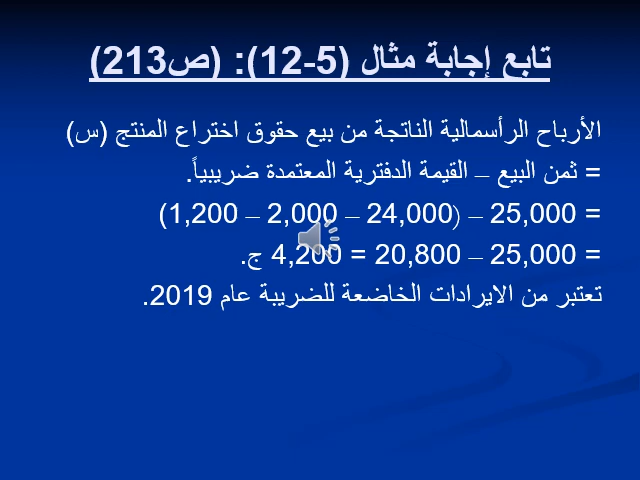 تابع إجابة مثال (5-12): (ص213)
الأرباح الرأسمالية الناتجة من بيع حقوق اختراع المنتج (س)
= ثمن البيع – القيمة الدفترية المعتمدة ضريبياً.
= 25,000 – (24,000 – 2,000 – 1,200)
= 25,000 – 20,800 = 4,200 ج.
تعتبر من الايرادات الخاضعة للضريبة عام 2019.